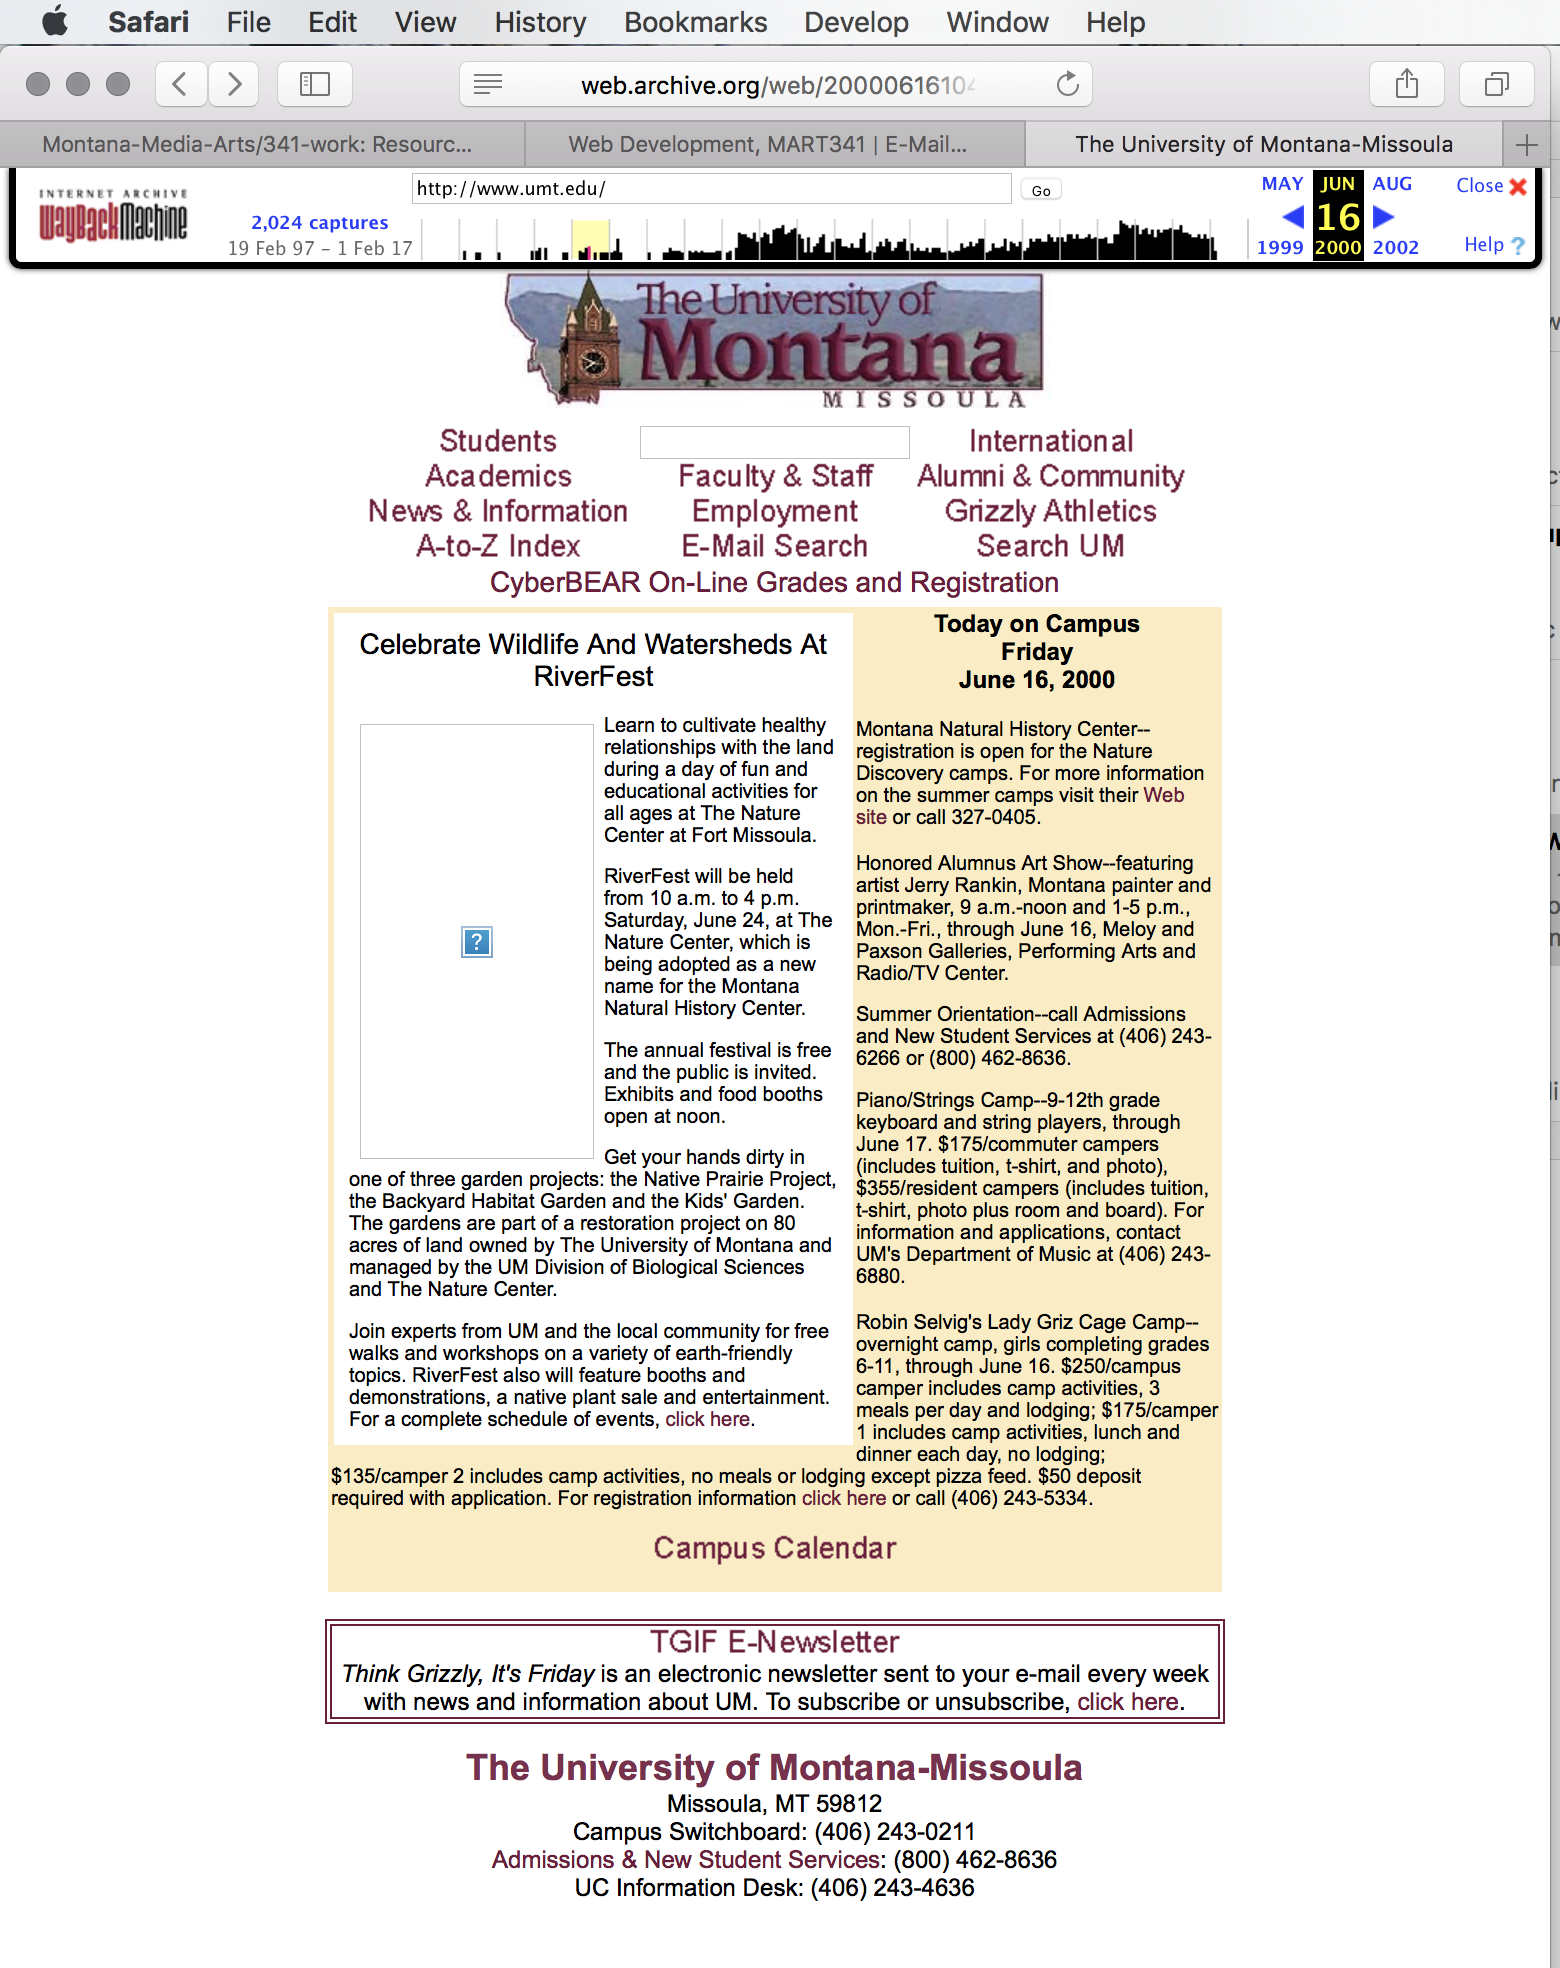 Safari File Edit View History Bookmarks Develop Window Help
web.archive.org/web/20000616104
Montana-Media-Arts/341-work: Resourc...
Web Development, MART341 | E-Mail...
The University of Montana-Missoula
INTERNET ARCHIVE
WayBackMachine
http://www.umt.edu/
Go
2,024 captures
19 Feb 97 – 1 Feb 17
MAY JUN AUG
16
1999 2000 2002
Close
Help ?
The University of
Montana
MISSOULA
Students International
Academics Faculty & Staff Alumni & Community
News & Information Employment Grizzly Athletics
A-to-Z Index E-Mail Search Search UM
CyberBEAR On-Line Grades and Registration
Celebrate Wildlife And Watersheds At
RiverFest
Learn to cultivate healthy
relationships with the land
during a day of fun and
educational activities for
all ages at The Nature
Center at Fort Missoula.
RiverFest will be held
from 10 a.m. to 4 p.m.
Saturday, June 24, at The
Nature Center, which is
being adopted as a new
name for the Montana
Natural History Center.
The annual festival is free
and the public is invited.
Exhibits and food booths
open at noon.
Get your hands dirty in
one of three garden projects: the Native Prairie Project,
the Backyard Habitat Garden and the Kids' Garden.
The gardens are part of a restoration project on 80
acres of land owned by The University of Montana and
managed by the UM Division of Biological Sciences
and The Nature Center.
Join experts from UM and the local community for free
walks and workshops on a variety of earth-friendly
topics. RiverFest also will feature booths and
demonstrations, a native plant sale and entertainment.
For a complete schedule of events, click here.
Today on Campus
Friday
June 16, 2000
Montana Natural History Center--
registration is open for the Nature
Discovery camps. For more information
on the summer camps visit their Web
site or call 327-0405.
Honored Alumnus Art Show--featuring
artist Jerry Rankin, Montana painter and
printmaker, 9 a.m.-noon and 1-5 p.m.,
Mon.-Fri., through June 16, Meloy and
Paxson Galleries, Performing Arts and
Radio/TV Center.
Summer Orientation--call Admissions
and New Student Services at (406) 243-
6266 or (800) 462-8636.
Piano/Strings Camp--9-12th grade
keyboard and string players, through
June 17. $175/commuter campers
(includes tuition, t-shirt, and photo),
$355/resident campers (includes tuition,
t-shirt, photo plus room and board). For
information and applications, contact
UM's Department of Music at (406) 243-
6880.
Robin Selvig's Lady Griz Cage Camp--
overnight camp, girls completing grades
6-11, through June 16. $250/campus
camper includes camp activities, 3
meals per day and lodging; $175/camper
1 includes camp activities, lunch and
dinner each day, no lodging;
$135/camper 2 includes camp activities, no meals or lodging except pizza feed. $50 deposit
required with application. For registration information click here or call (406) 243-5334.
Campus Calendar
TGIF E-Newsletter
Think Grizzly, It's Friday is an electronic newsletter sent to your e-mail every week
with news and information about UM. To subscribe or unsubscribe, click here.
The University of Montana-Missoula
Missoula, MT 59812
Campus Switchboard: (406) 243-0211
Admissions & New Student Services: (800) 462-8636
UC Information Desk: (406) 243-4636